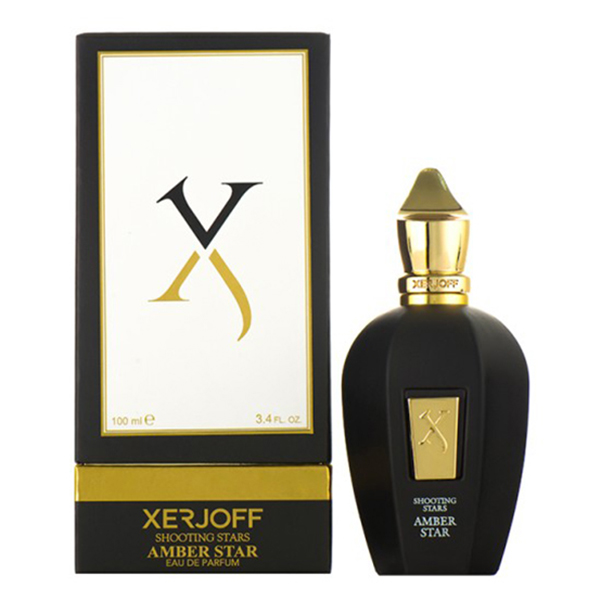 X
100 ml e
3.4 FL. OZ.
XERJOFF
SHOOTING STARS
AMBER STAR
EAU DE PARFUM
XERJOFF
X
SHOOTING
STARS
AMBER
STAR